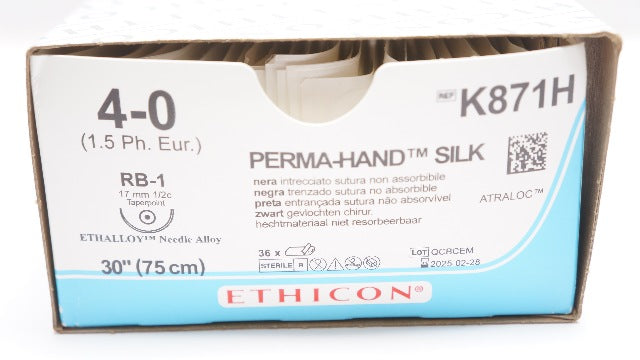 4-0
(1.5 Ph. Eur.)
RB-1
17 mm 1/2c
Taperpoint
ETHALLOY™ Needle Alloy
30" (75 cm)
REF K871H
PERMA-HAND™ SILK
nera intrecciato sutura non assorbibile
negra trenzado sutura no absorbible
preta entrançada sutura não absorvível
zwart gevlochten chirur.
hechtmateriaal niet resorbeerbaar
ATRALOC™
36 x
STERILE R
LOT QCRCEM
2025-02-28
ETHICON®